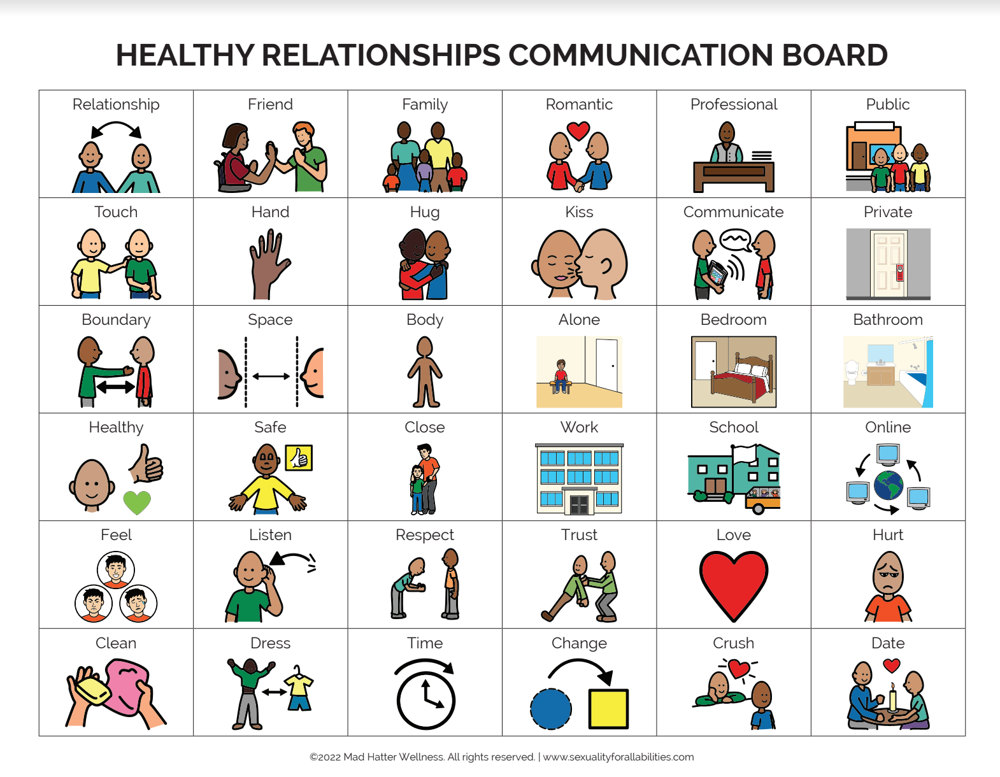 HEALTHY RELATIONSHIPS COMMUNICATION BOARD
Relationship
Friend
Family
Romantic
Professional
Public
Touch
Hand
Hug
Kiss
Communicate
Private
Boundary
Space
Body
Alone
Bedroom
Bathroom
Healthy
Safe
Close
Work
School
Online
Feel
Listen
Respect
Trust
Love
Hurt
Clean
Dress
Time
Change
Crush
Date
©2022 Mad Hatter Wellness. All rights reserved. | www.sexualityforallabilities.com